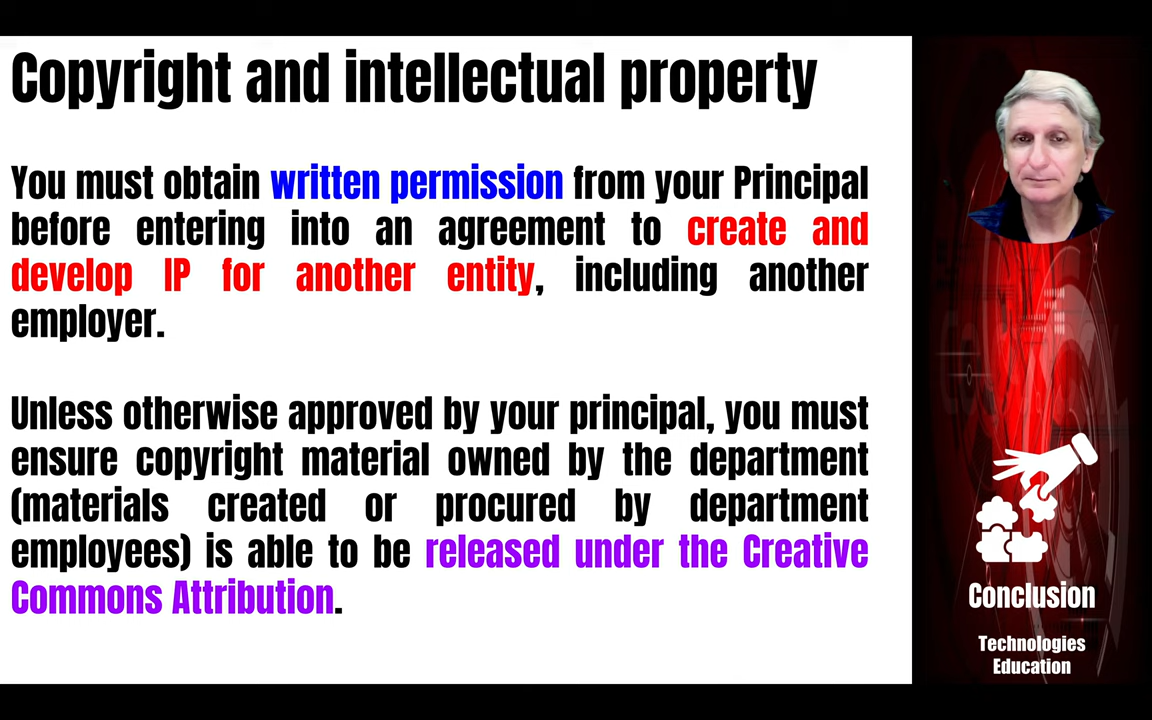 Copyright and intellectual property
You must obtain written permission from your Principal
before entering into an agreement to create and
develop IP for another entity, including another
employer.
Unless otherwise approved by your principal, you must
ensure copyright material owned by the department
(materials created or procured by department
employees) is able to be released under the Creative
Commons Attribution.
Conclusion
Technologies
Education